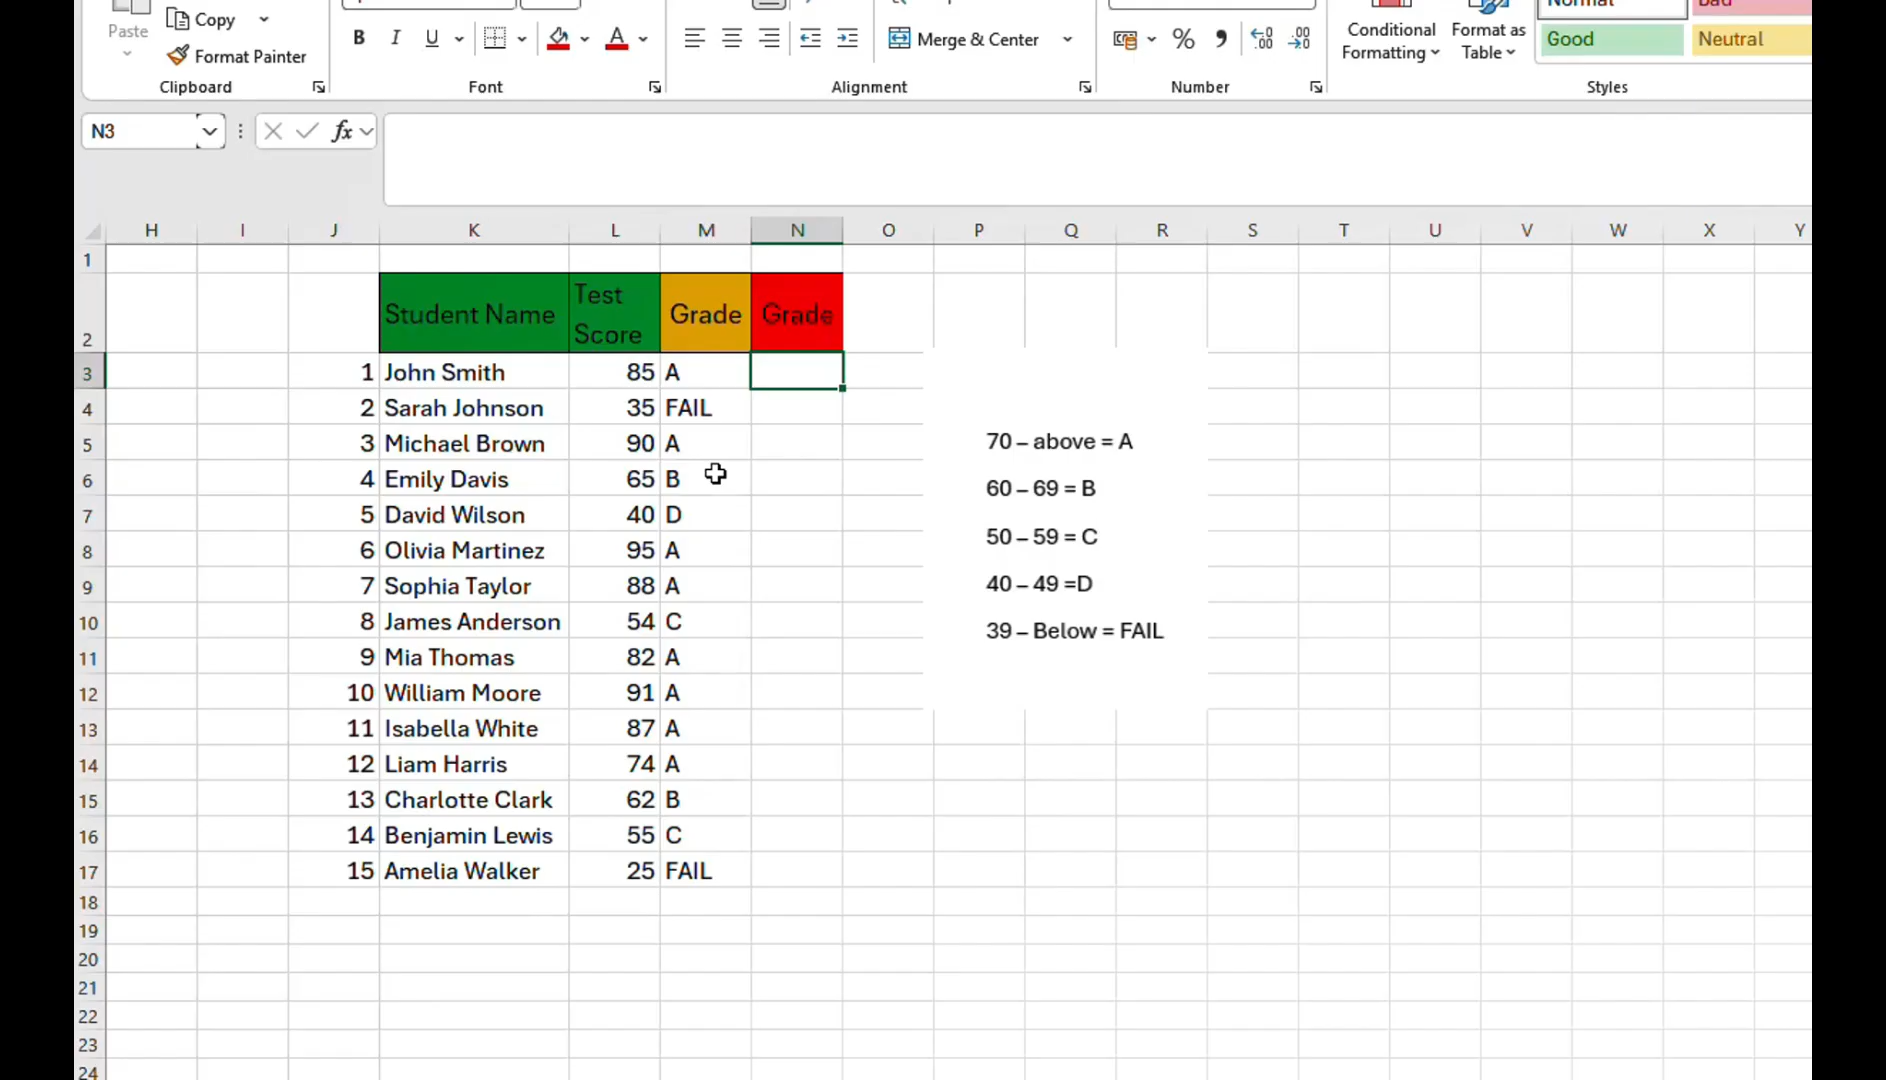 Paste
Copy
Format Painter
Clipboard
B I U
A
Font
Merge & Center
Alignment
%
Number
Conditional
Formatting
Format as
Table
Normal
Bad
Good
Neutral
Styles
N3
fx
H I J K L M N O P Q R S T U V W X Y
1
2 Student Name Test Score Grade Grade
3 1 John Smith 85 A
4 2 Sarah Johnson 35 FAIL
5 3 Michael Brown 90 A
6 4 Emily Davis 65 B
7 5 David Wilson 40 D
8 6 Olivia Martinez 95 A
9 7 Sophia Taylor 88 A
10 8 James Anderson 54 C
11 9 Mia Thomas 82 A
12 10 William Moore 91 A
13 11 Isabella White 87 A
14 12 Liam Harris 74 A
15 13 Charlotte Clark 62 B
16 14 Benjamin Lewis 55 C
17 15 Amelia Walker 25 FAIL
18
19
20
21
22
23
24
70 – above = A
60 – 69 = B
50 – 59 = C
40 – 49 =D
39 – Below = FAIL